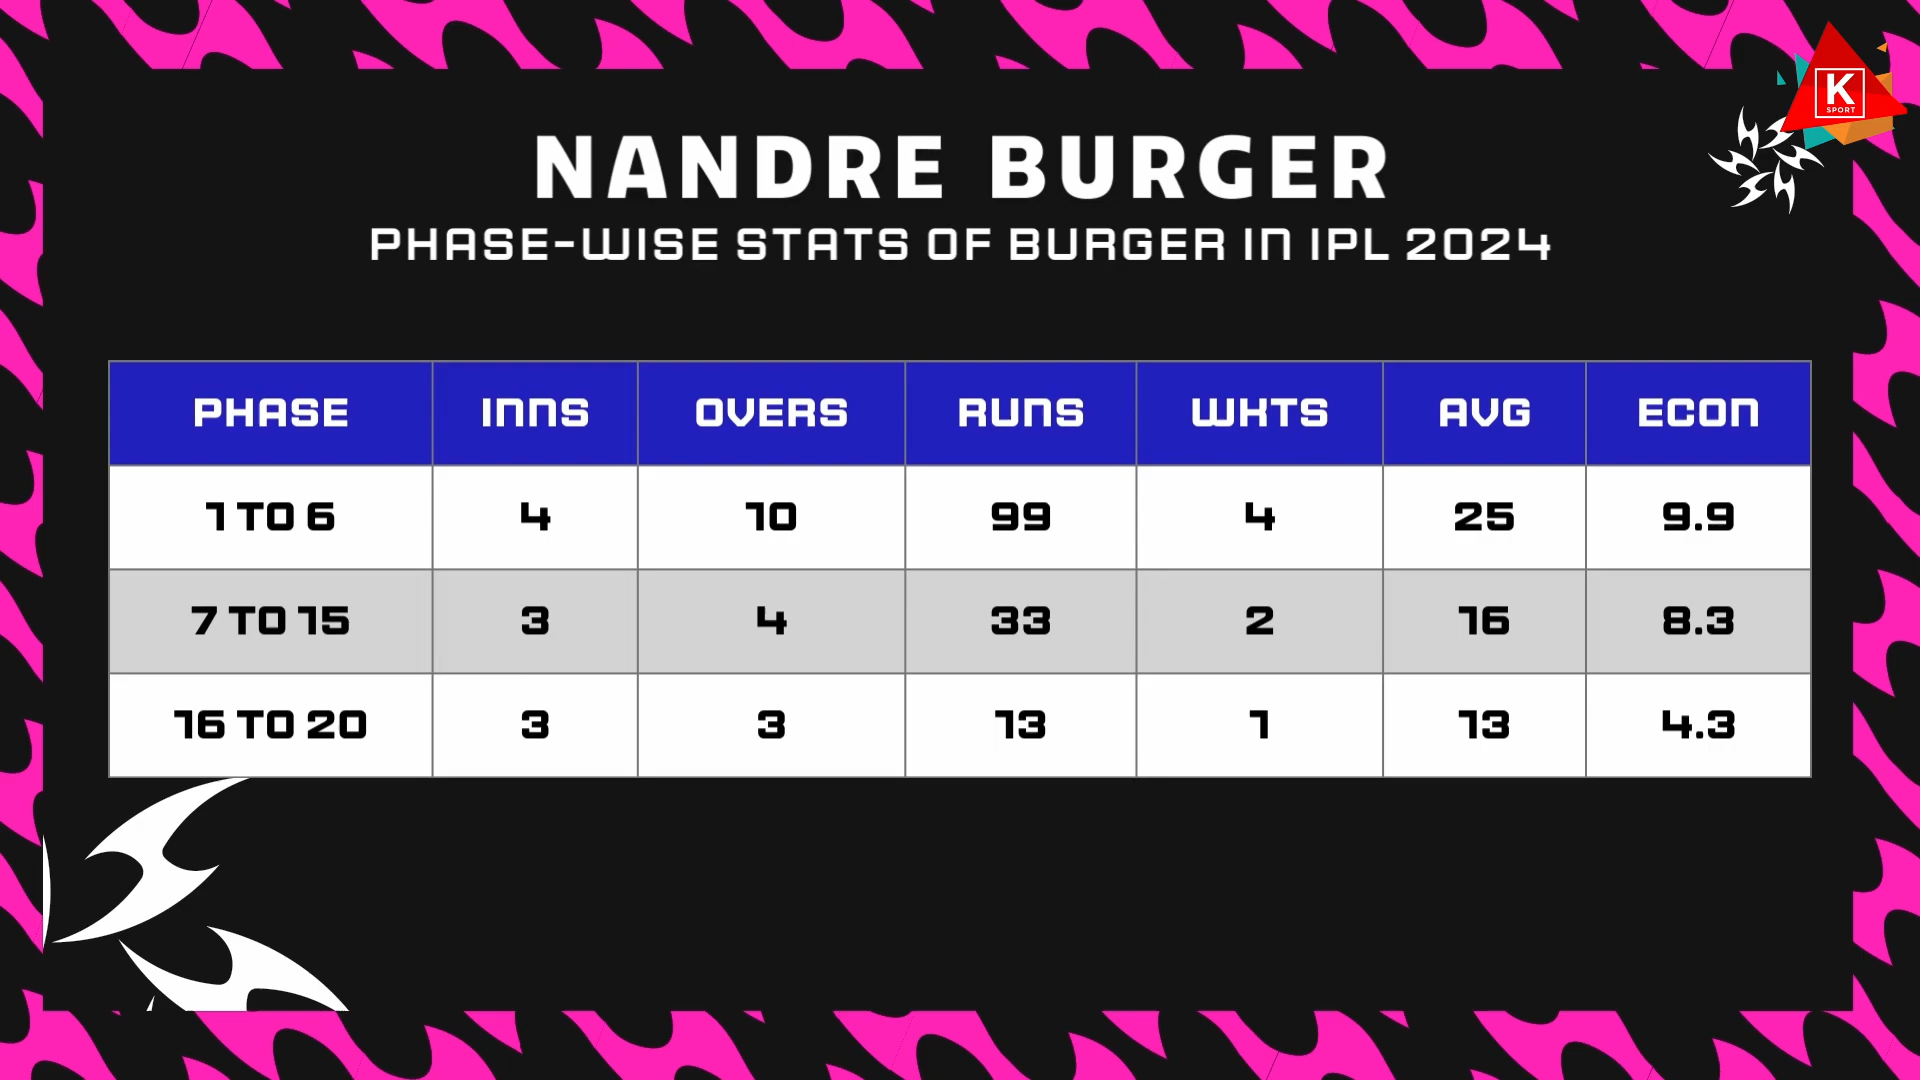 K
SPORT
NANDRE BURGER
PHASE-WISE STATS OF BURGER IN IPL 2024
PHASE INNS OVERS RUNS WKTS AVG ECON
1 TO 6 4 10 99 4 25 9.9
7 TO 15 3 4 33 2 16 8.3
16 TO 20 3 3 13 1 13 4.3